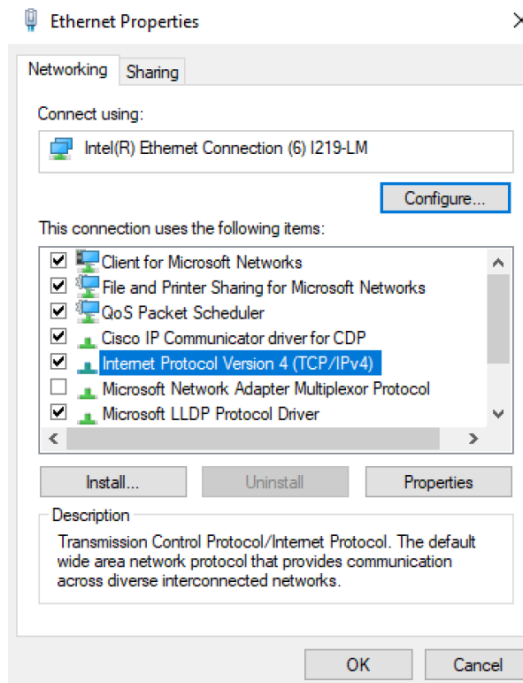 Ethernet Properties
Networking
Sharing
Connect using:
Intel(R) Ethernet Connection (6) I219-LM
Configure...
This connection uses the following items:
Client for Microsoft Networks
File and Printer Sharing for Microsoft Networks
QoS Packet Scheduler
Cisco IP Communicator driver for CDP
Internet Protocol Version 4 (TCP/IPv4)
Microsoft Network Adapter Multiplexor Protocol
Microsoft LLDP Protocol Driver
Install...
Uninstall
Properties
Description
Transmission Control Protocol/Internet Protocol. The default
wide area network protocol that provides communication
across diverse interconnected networks.
OK
Cancel